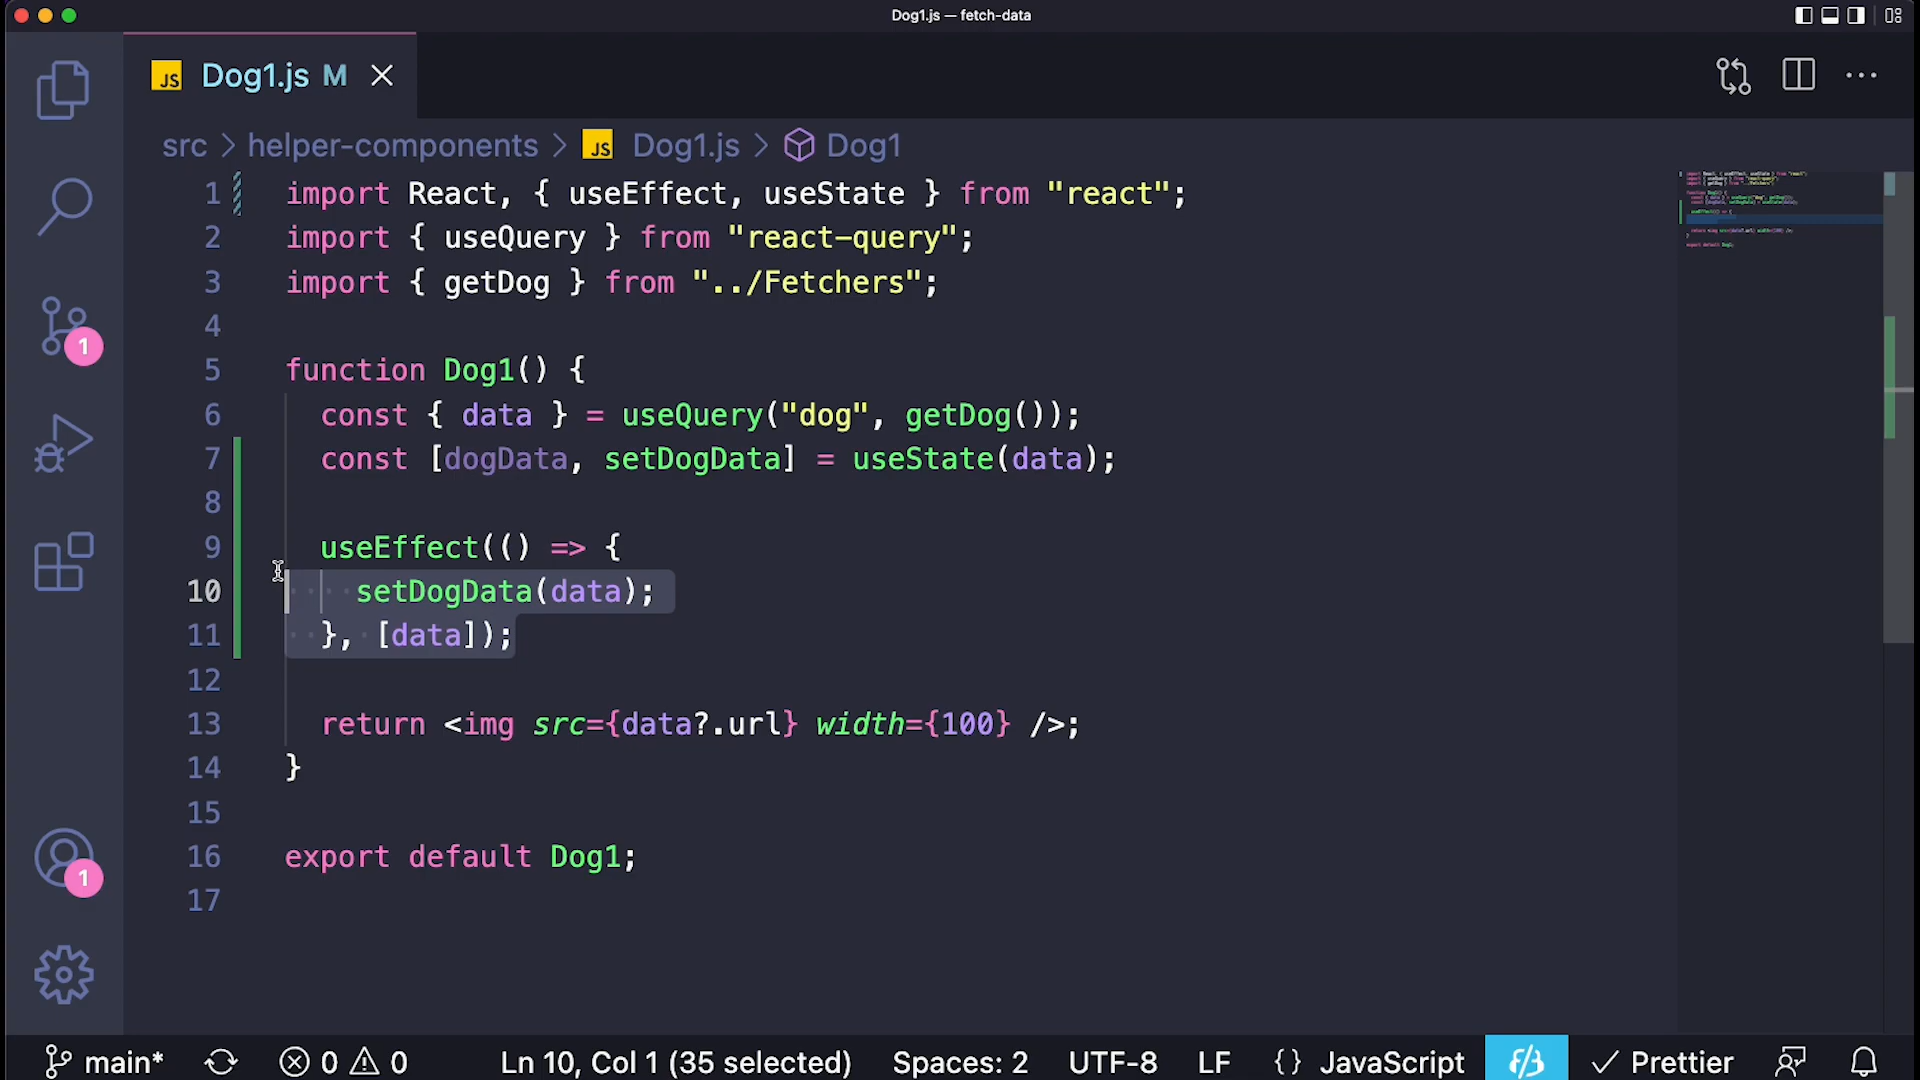 Dog1.js — fetch-data
JS Dog1.js M
src > helper-components > JS Dog1.js > Dog1
1 import React, { useEffect, useState } from "react";
2 import { useQuery } from "react-query";
3 import { getDog } from "../Fetchers";
4
5 function Dog1() {
6 const { data } = useQuery("dog", getDog());
7 const [dogData, setDogData] = useState(data);
8
9 useEffect(() => {
10 setDogData(data);
11 }, [data]);
12
13 return <img src={data?.url} width={100} />;
14 }
15
16 export default Dog1;
17
1
1
main* 0 0 Ln 10, Col 1 (35 selected) Spaces: 2 UTF-8 LF {} JavaScript Prettier